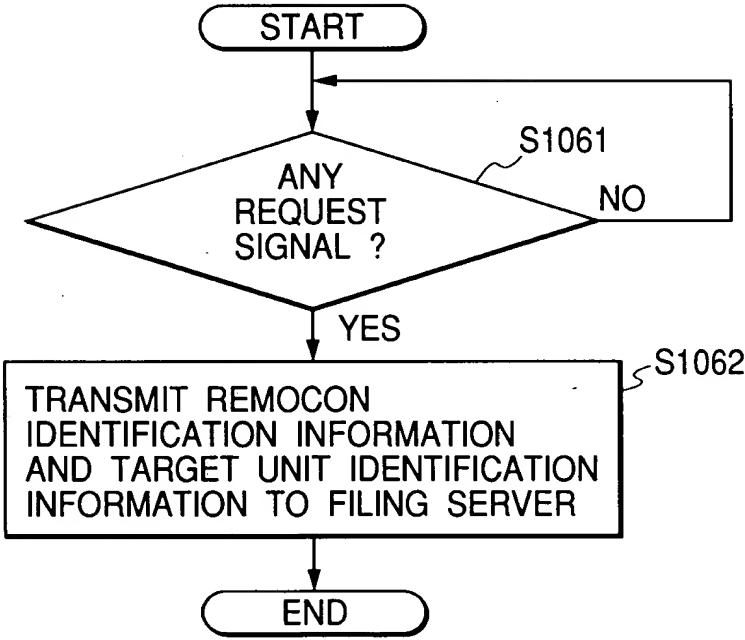 START
S1061
ANY
REQUEST
SIGNAL ?
NO
YES
S1062
TRANSMIT REMOCON
IDENTIFICATION INFORMATION
AND TARGET UNIT IDENTIFICATION
INFORMATION TO FILING SERVER
END